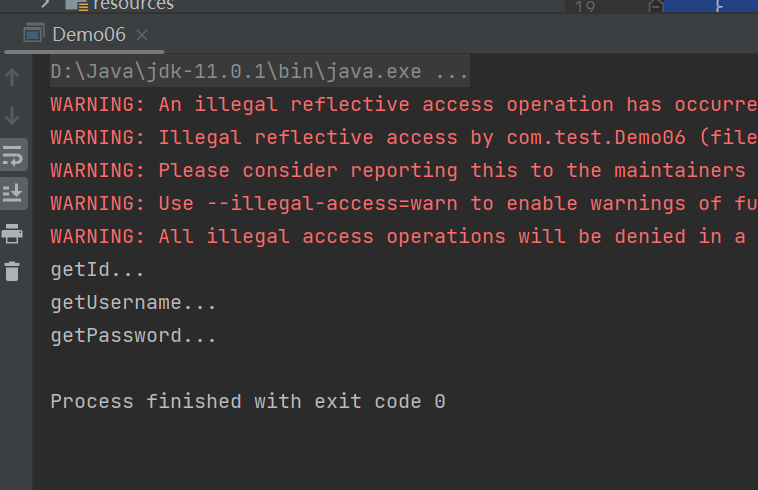 resources
19
{
Demo06
D:\Java\jdk-11.0.1\bin\java.exe ...
WARNING: An illegal reflective access operation has occurre
WARNING: Illegal reflective access by com.test.Demo06 (file
WARNING: Please consider reporting this to the maintainers
WARNING: Use --illegal-access=warn to enable warnings of fu
WARNING: All illegal access operations will be denied in a
getId...
getUsername...
getPassword...
Process finished with exit code 0